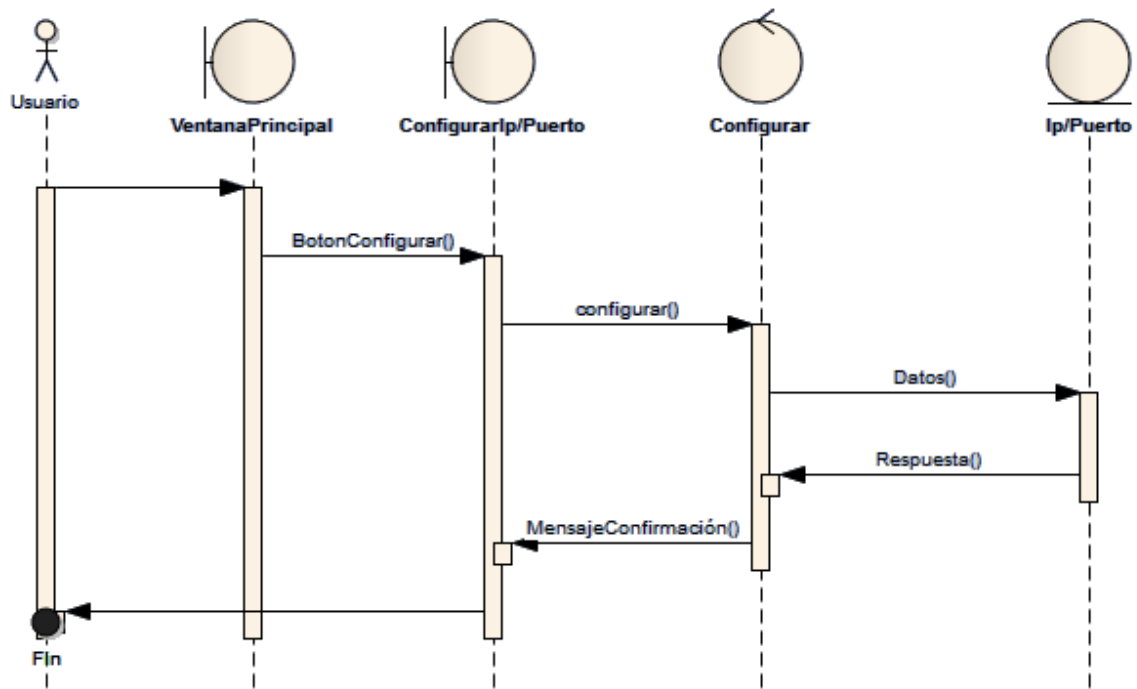 Usuario
VentanaPrincipal
ConfigurarIp/Puerto
Configurar
Ip/Puerto
BotonConfigurar()
configurar()
Datos()
Respuesta()
MensajeConfirmación()
Fin